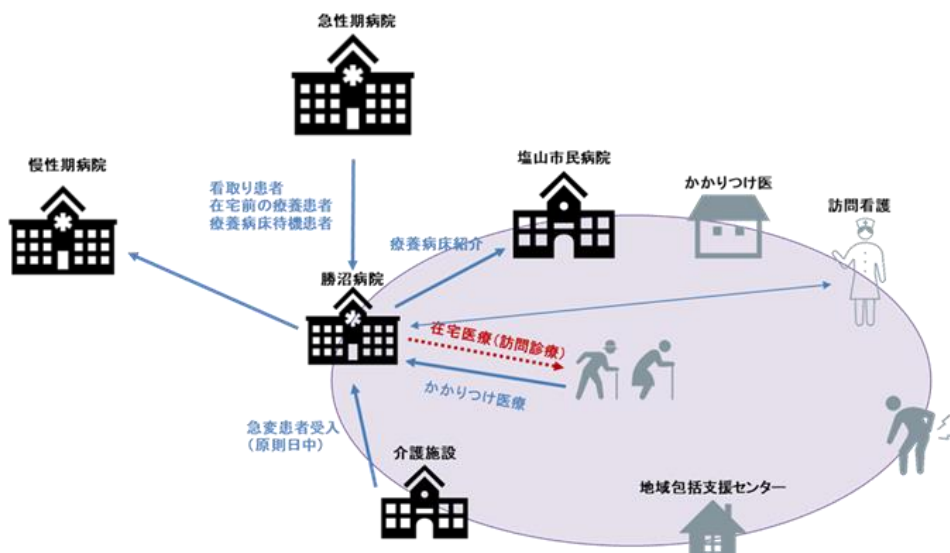 急性期病院
慢性期病院
看取り患者
在宅前の療養患者
療養病床待機患者
塩山市民病院
かかりつけ医
訪問看護
療養病床紹介
勝沼病院
在宅医療(訪問診療)
かかりつけ医療
急変患者受入
(原則日中)
介護施設
地域包括支援センター